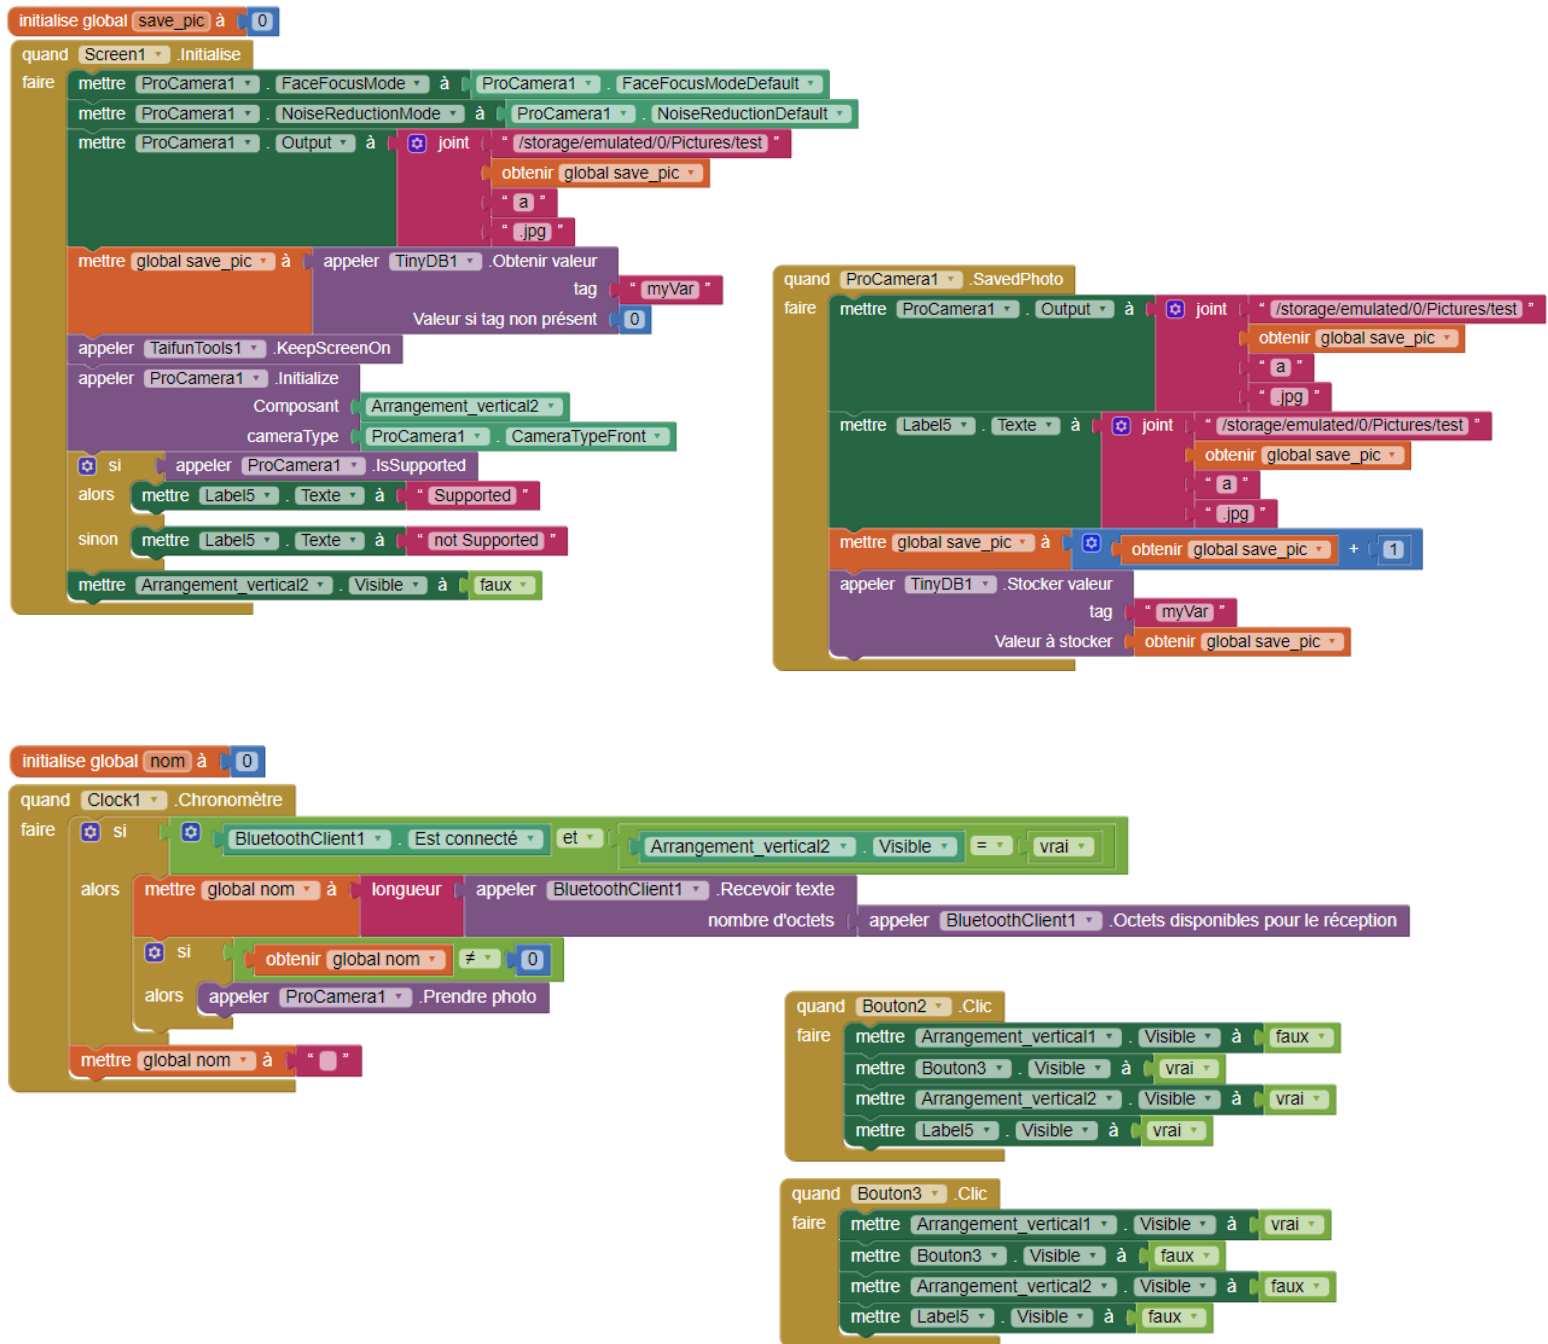 initialise global save_pic à 0
quand Screen1 .Initialise
faire mettre ProCamera1 . FaceFocusMode à ProCamera1 . FaceFocusModeDefault
mettre ProCamera1 . NoiseReductionMode à ProCamera1 . NoiseReductionDefault
mettre ProCamera1 . Output à joint " /storage/emulated/0/Pictures/test "
obtenir global save_pic
" a "
" .jpg "
mettre global save_pic à appeler TinyDB1 .Obtenir valeur
tag " myVar "
Valeur si tag non présent 0
appeler TaifunTools1 .KeepScreenOn
appeler ProCamera1 .Initialize
Composant Arrangement_vertical2
cameraType ProCamera1 . CameraTypeFront
si appeler ProCamera1 .IsSupported
alors mettre Label5 . Texte à " Supported "
sinon mettre Label5 . Texte à " not Supported "
mettre Arrangement_vertical2 . Visible à faux
quand ProCamera1 .SavedPhoto
faire mettre ProCamera1 . Output à joint " /storage/emulated/0/Pictures/test "
obtenir global save_pic
" a "
" .jpg "
mettre Label5 . Texte à joint " /storage/emulated/0/Pictures/test "
obtenir global save_pic
" a "
" .jpg "
mettre global save_pic à obtenir global save_pic + 1
appeler TinyDB1 .Stocker valeur
tag " myVar "
Valeur à stocker obtenir global save_pic
initialise global nom à 0
quand Clock1 .Chronomètre
faire si BluetoothClient1 . Est connecté et Arrangement_vertical2 . Visible = vrai
alors mettre global nom à longueur appeler BluetoothClient1 .Recevoir texte
nombre d'octets appeler BluetoothClient1 .Octets disponibles pour le réception
si obtenir global nom ≠ 0
alors appeler ProCamera1 .Prendre photo
mettre global nom à " "
quand Bouton2 .Clic
faire mettre Arrangement_vertical1 . Visible à faux
mettre Bouton3 . Visible à vrai
mettre Arrangement_vertical2 . Visible à vrai
mettre Label5 . Visible à vrai
quand Bouton3 .Clic
faire mettre Arrangement_vertical1 . Visible à vrai
mettre Bouton3 . Visible à faux
mettre Arrangement_vertical2 . Visible à faux
mettre Label5 . Visible à faux